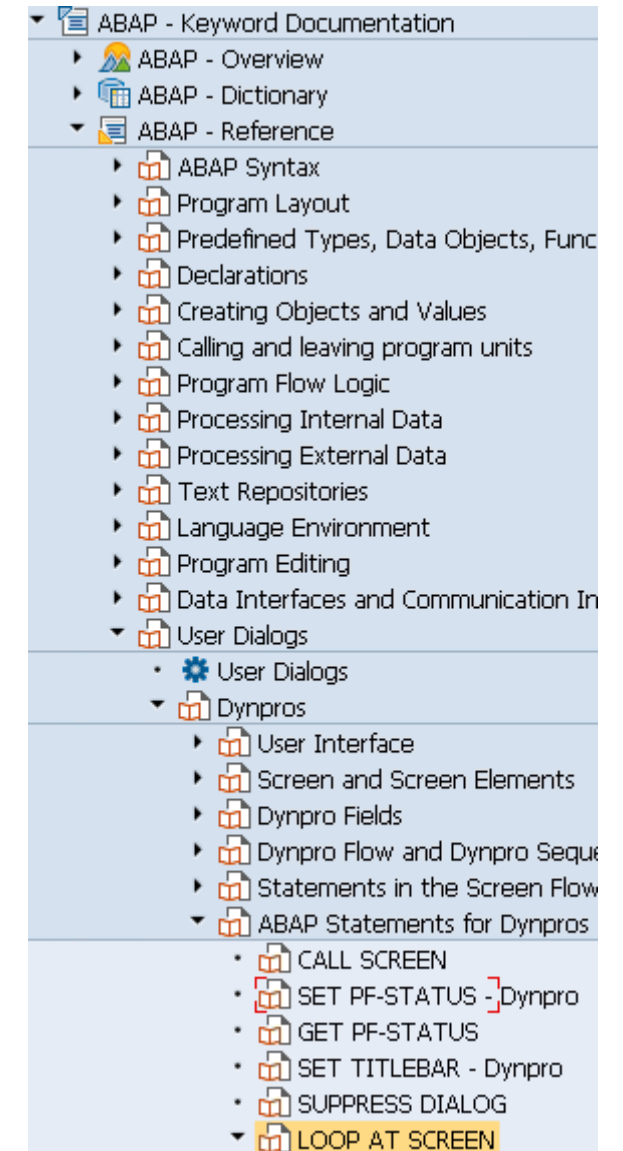 ABAP - Keyword Documentation
ABAP - Overview
ABAP - Dictionary
ABAP - Reference
ABAP Syntax
Program Layout
Predefined Types, Data Objects, Func
Declarations
Creating Objects and Values
Calling and leaving program units
Program Flow Logic
Processing Internal Data
Processing External Data
Text Repositories
Language Environment
Program Editing
Data Interfaces and Communication In
User Dialogs
User Dialogs
Dynpros
User Interface
Screen and Screen Elements
Dynpro Fields
Dynpro Flow and Dynpro Seque
Statements in the Screen Flow
ABAP Statements for Dynpros
CALL SCREEN
SET PF-STATUS - Dynpro
GET PF-STATUS
SET TITLEBAR - Dynpro
SUPPRESS DIALOG
LOOP AT SCREEN